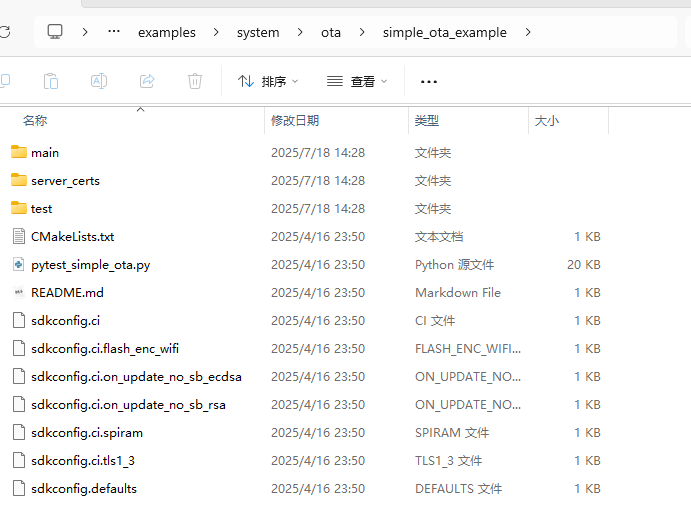 ··· examples system ota simple_ota_example
排序 查看 ···
名称 修改日期 类型 大小
main 2025/7/18 14:28 文件夹
server_certs 2025/7/18 14:28 文件夹
test 2025/7/18 14:28 文件夹
CMakeLists.txt 2025/4/16 23:50 文本文档 1 KB
pytest_simple_ota.py 2025/4/16 23:50 Python 源文件 20 KB
README.md 2025/4/16 23:50 Markdown File 1 KB
sdkconfig.ci 2025/4/16 23:50 CI 文件 1 KB
sdkconfig.ci.flash_enc_wifi 2025/4/16 23:50 FLASH_ENC_WIFI... 1 KB
sdkconfig.ci.on_update_no_sb_ecdsa 2025/4/16 23:50 ON_UPDATE_NO... 1 KB
sdkconfig.ci.on_update_no_sb_rsa 2025/4/16 23:50 ON_UPDATE_NO... 1 KB
sdkconfig.ci.spiram 2025/4/16 23:50 SPIRAM 文件 1 KB
sdkconfig.ci.tls1_3 2025/4/16 23:50 TLS1_3 文件 1 KB
sdkconfig.defaults 2025/4/16 23:50 DEFAULTS 文件 1 KB